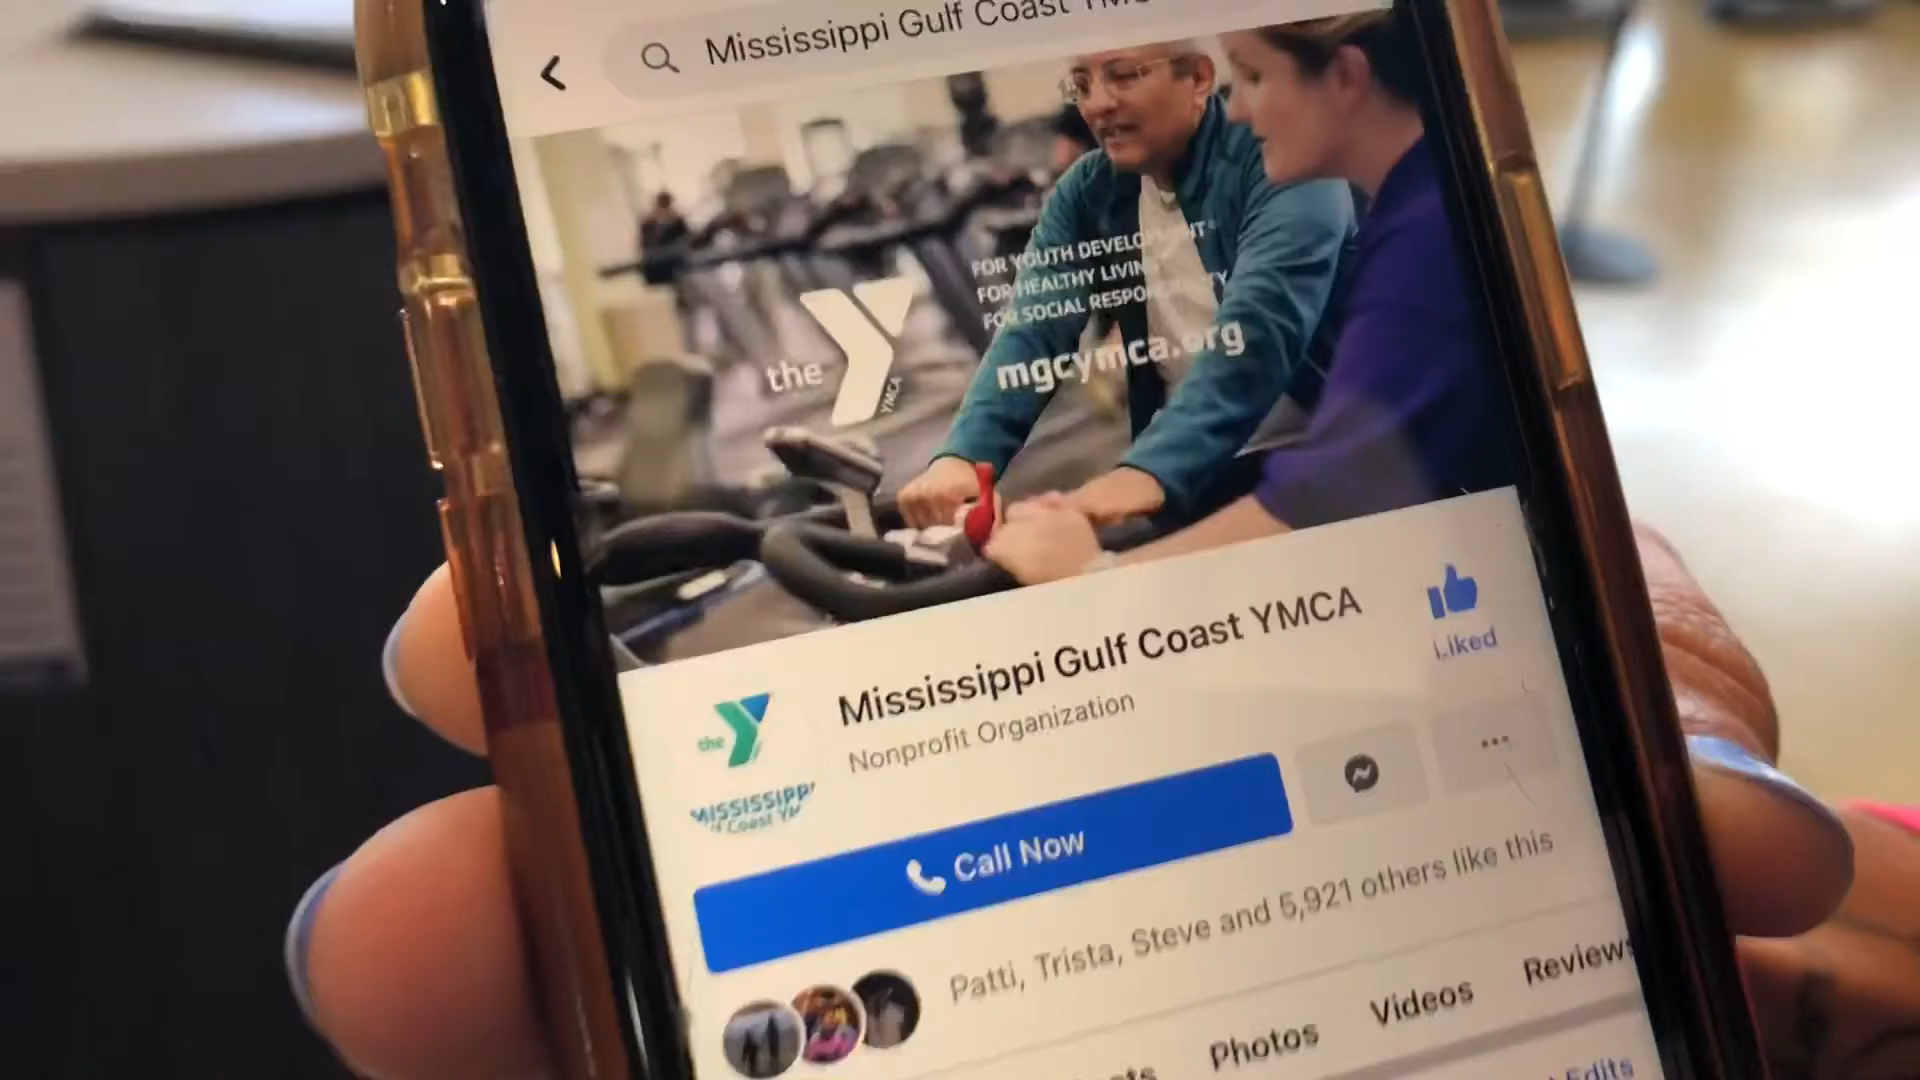 Mississippi Gulf Coast
FOR YOUTH DEVELOPMENT
FOR HEALTHY LIVING
FOR SOCIAL RESPONSIBILITY
the
YMCA
mgcymca.org
Mississippi Gulf Coast YMCA
Nonprofit Organization
Liked
the
MISSISSIPPI
Coast
Call Now
Patti, Trista, Steve and 5,921 others like this
Photos Videos Reviews
Edits